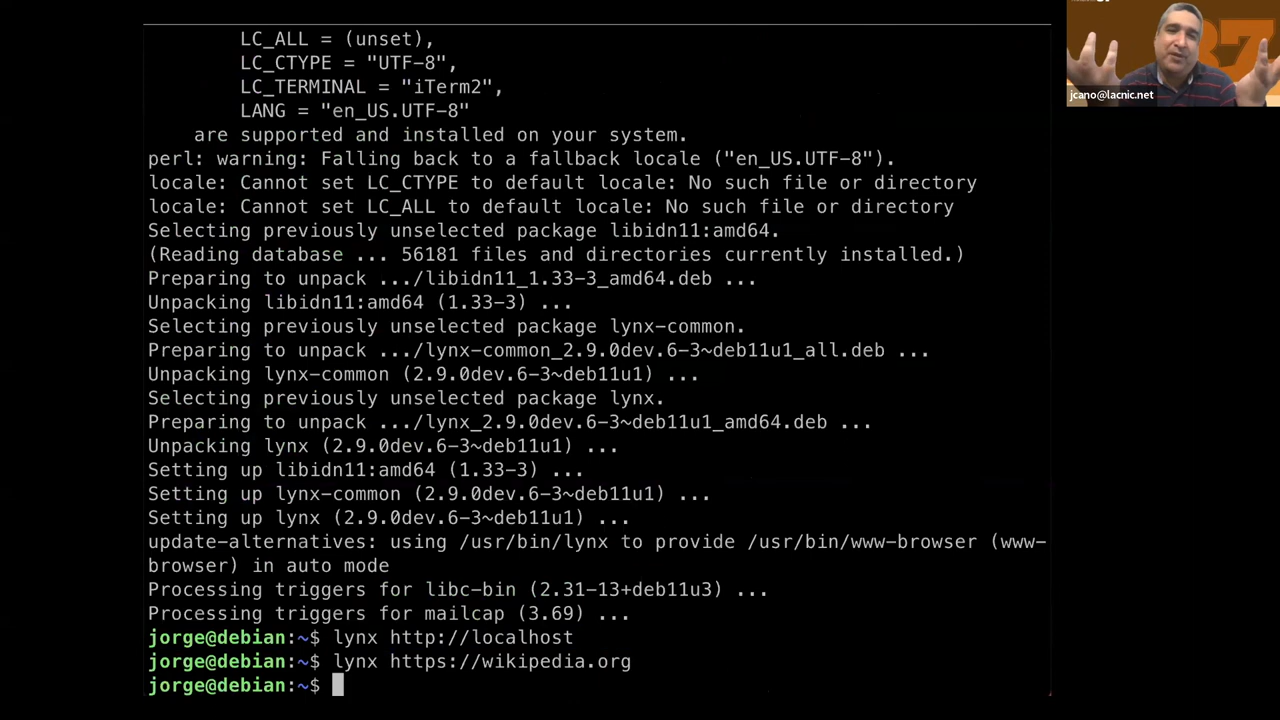 LC_ALL = (unset),
LC_CTYPE = "UTF-8",
LC_TERMINAL = "iTerm2",
LANG = "en_US.UTF-8"
are supported and installed on your system.
perl: warning: Falling back to a fallback locale ("en_US.UTF-8").
locale: Cannot set LC_CTYPE to default locale: No such file or directory
locale: Cannot set LC_ALL to default locale: No such file or directory
Selecting previously unselected package libidn11:amd64.
(Reading database ... 56181 files and directories currently installed.)
Preparing to unpack .../libidn11_1.33-3_amd64.deb ...
Unpacking libidn11:amd64 (1.33-3) ...
Selecting previously unselected package lynx-common.
Preparing to unpack .../lynx-common_2.9.0dev.6-3~deb11u1_all.deb ...
Unpacking lynx-common (2.9.0dev.6-3~deb11u1) ...
Selecting previously unselected package lynx.
Preparing to unpack .../lynx_2.9.0dev.6-3~deb11u1_amd64.deb ...
Unpacking lynx (2.9.0dev.6-3~deb11u1) ...
Setting up libidn11:amd64 (1.33-3) ...
Setting up lynx-common (2.9.0dev.6-3~deb11u1) ...
Setting up lynx (2.9.0dev.6-3~deb11u1) ...
update-alternatives: using /usr/bin/lynx to provide /usr/bin/www-browser (www-
browser) in auto mode
Processing triggers for libc-bin (2.31-13+deb11u3) ...
Processing triggers for mailcap (3.69) ...
jorge@debian:~$ lynx http://localhost
jorge@debian:~$ lynx https://wikipedia.org
jorge@debian:~$
jcano@lacnic.net